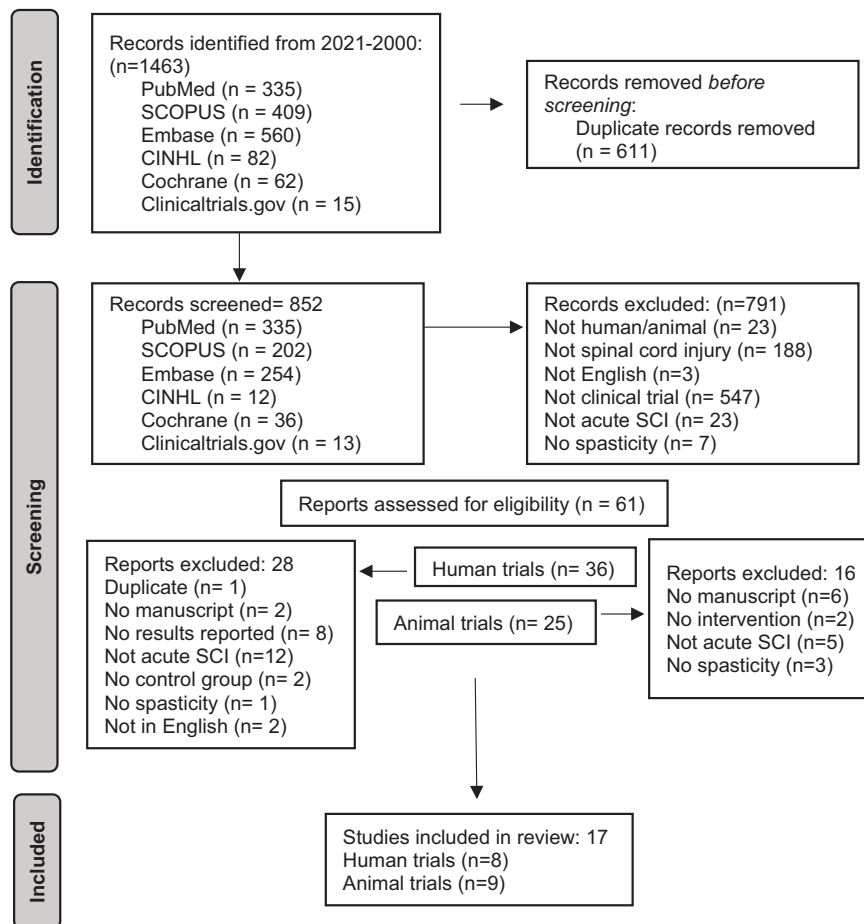 Identification
Records identified from 2021-2000:
(n=1463)
PubMed (n = 335)
SCOPUS (n = 409)
Embase (n = 560)
CINHL (n = 82)
Cochrane (n = 62)
Clinicaltrials.gov (n = 15)
Records removed before
screening:
Duplicate records removed
(n = 611)
Screening
Records screened= 852
PubMed (n = 335)
SCOPUS (n = 202)
Embase (n = 254)
CINHL (n = 12)
Cochrane (n = 36)
Clinicaltrials.gov (n = 13)
Records excluded: (n=791)
Not human/animal (n= 23)
Not spinal cord injury (n= 188)
Not English (n=3)
Not clinical trial (n= 547)
Not acute SCI (n= 23)
No spasticity (n= 7)
Reports assessed for eligibility (n = 61)
Reports excluded: 28
Duplicate (n= 1)
No manuscript (n= 2)
No results reported (n= 8)
Not acute SCI (n=12)
No control group (n= 2)
No spasticity (n= 1)
Not in English (n= 2)
Human trials (n= 36)
Animal trials (n= 25)
Reports excluded: 16
No manuscript (n=6)
No intervention (n=2)
Not acute SCI (n=5)
No spasticity (n=3)
Included
Studies included in review: 17
Human trials (n=8)
Animal trials (n=9)